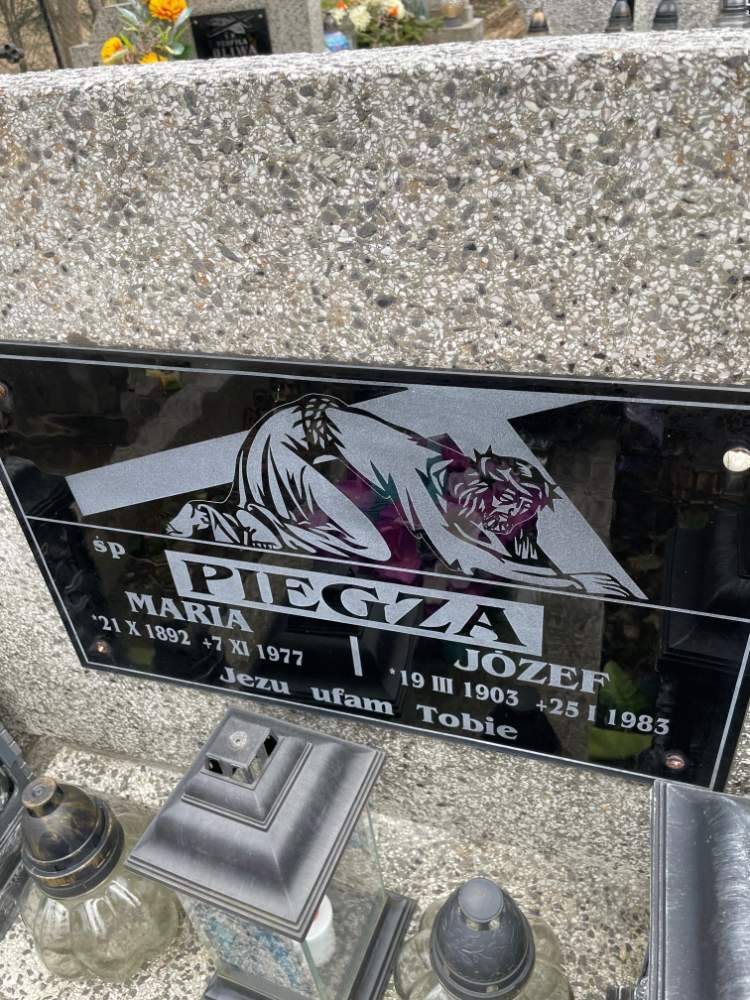 śp
PIEGZA
MARIA
*21 X 1892 +7 XI 1977
JÓZEF
*19 III 1903 +25 I 1983
Jezu ufam Tobie